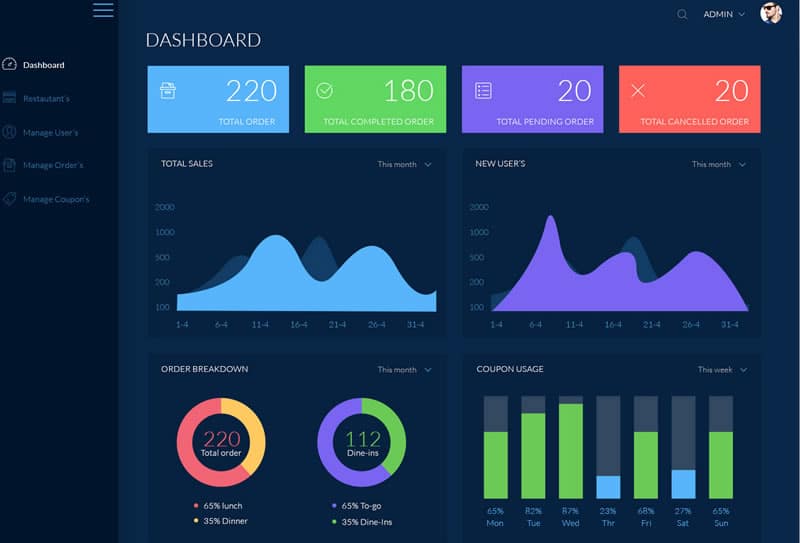 ADMIN
DASHBOARD
Dashboard
Restautant's
Manage User's
Manage Order's
Manage Coupon's
220
TOTAL ORDER
180
TOTAL COMPLETED ORDER
20
TOTAL PENDING ORDER
20
TOTAL CANCELLED ORDER
TOTAL SALES
This month
2000
1000
500
200
100
1-4 6-4 11-4 16-4 21-4 26-4 31-4
NEW USER'S
This month
2000
1000
500
200
100
1-4 6-4 11-4 16-4 21-4 26-4 31-4
ORDER BREAKDOWN
This month
220
Total order
65% lunch
35% Dinner
112
Dine-ins
65% To-go
35% Dine-Ins
COUPON USAGE
This week
65% 82% 87% 23% 68% 27% 65%
Mon Tue Wed Thr Fri Sat Sun